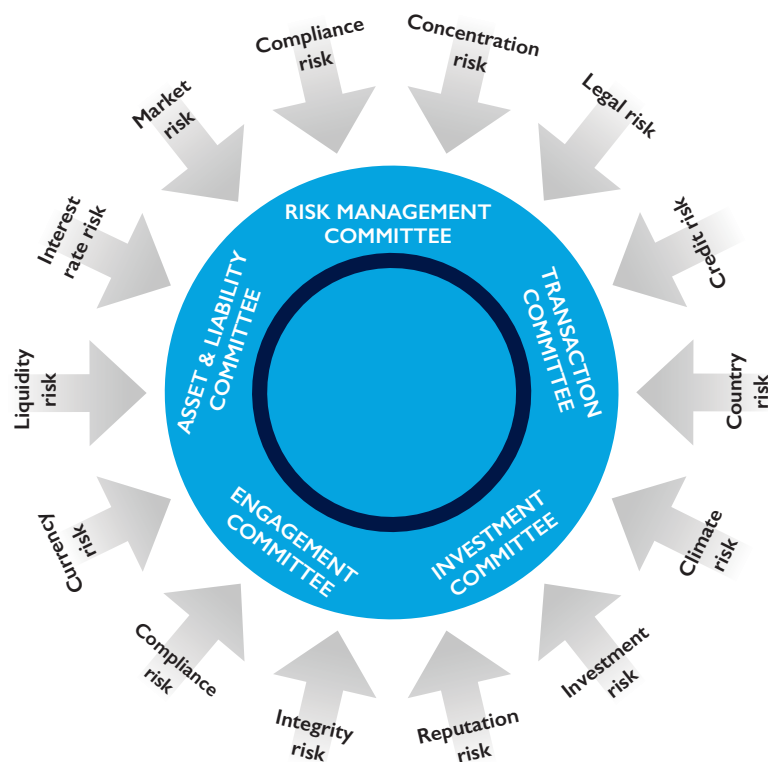 Compliance
risk
Concentration
risk
Legal risk
Credit risk
Country
risk
Climate
risk
Investment
risk
Reputation
risk
Integrity
risk
Compliance
risk
Currency
risk
Liquidity
risk
Interest
rate risk
Market
risk
RISK MANAGEMENT
COMMITTEE
TRANSACTION
COMMITTEE
INVESTMENT
COMMITTEE
ENGAGEMENT
COMMITTEE
ASSET & LIABILITY
COMMITTEE